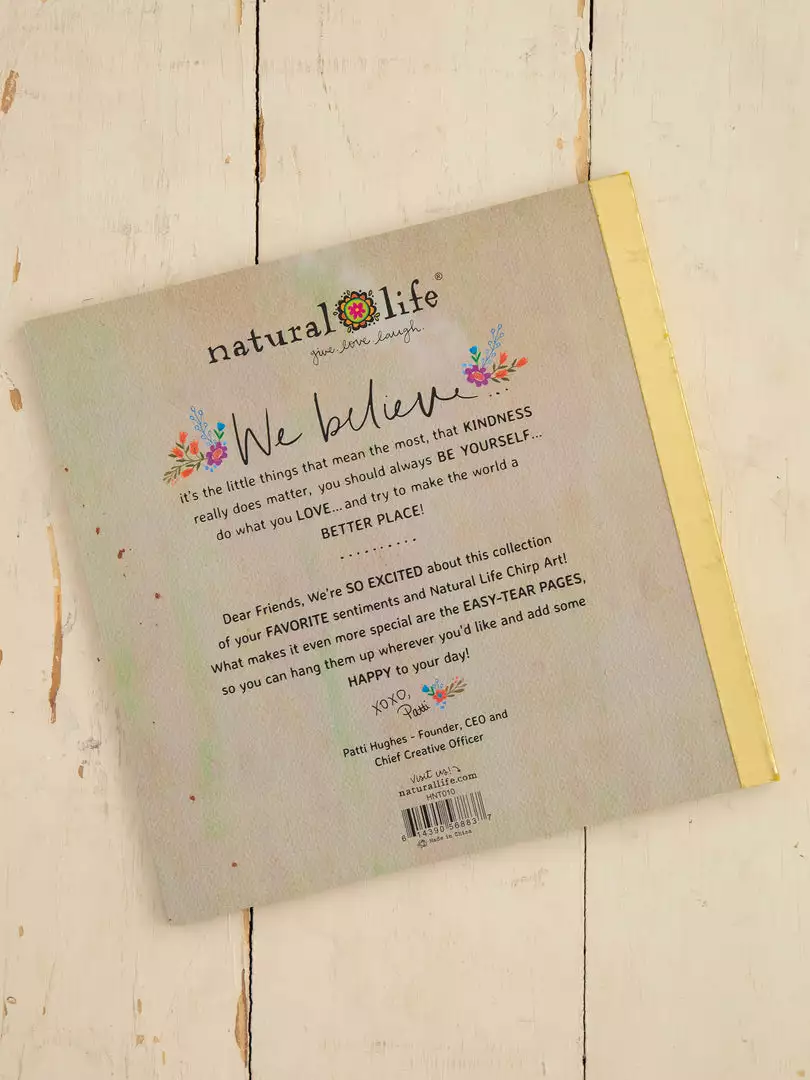 natural life®
give. love. laugh.
We believe...
it's the little things that mean the most, that KINDNESS
really does matter, you should always BE YOURSELF...
do what you LOVE...and try to make the world a
BETTER PLACE!
Dear Friends, We're SO EXCITED about this collection
of your FAVORITE sentiments and Natural Life Chirp Art!
What makes it even more special are the EASY-TEAR PAGES,
so you can hang them up wherever you'd like and add some
HAPPY to your day!
XOXO,
Patti
Patti Hughes - Founder, CEO and
Chief Creative Officer
Visit us!
naturallife.com
HNT010
6 14390 56883 7
Made in China